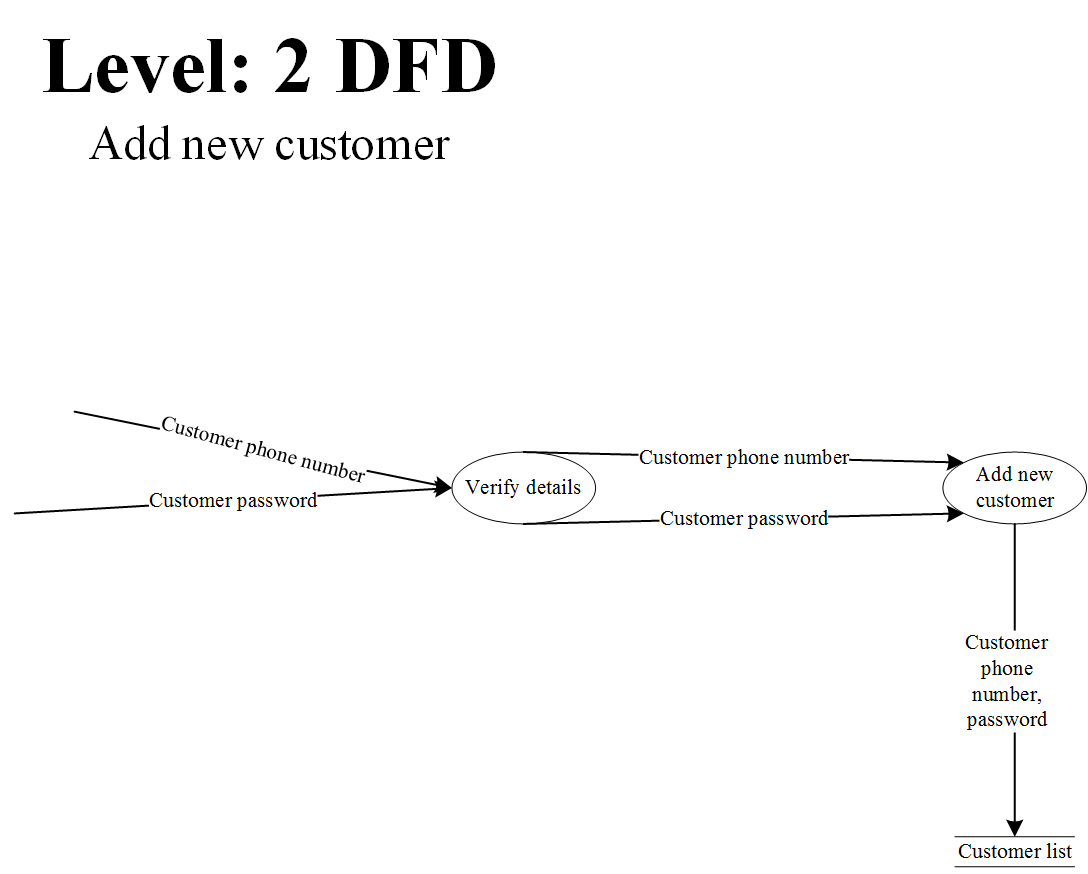 Level: 2 DFD
Add new customer
Customer phone number
Customer password
Verify details
Customer phone number
Customer password
Add new
customer
Customer
phone
number,
password
Customer list